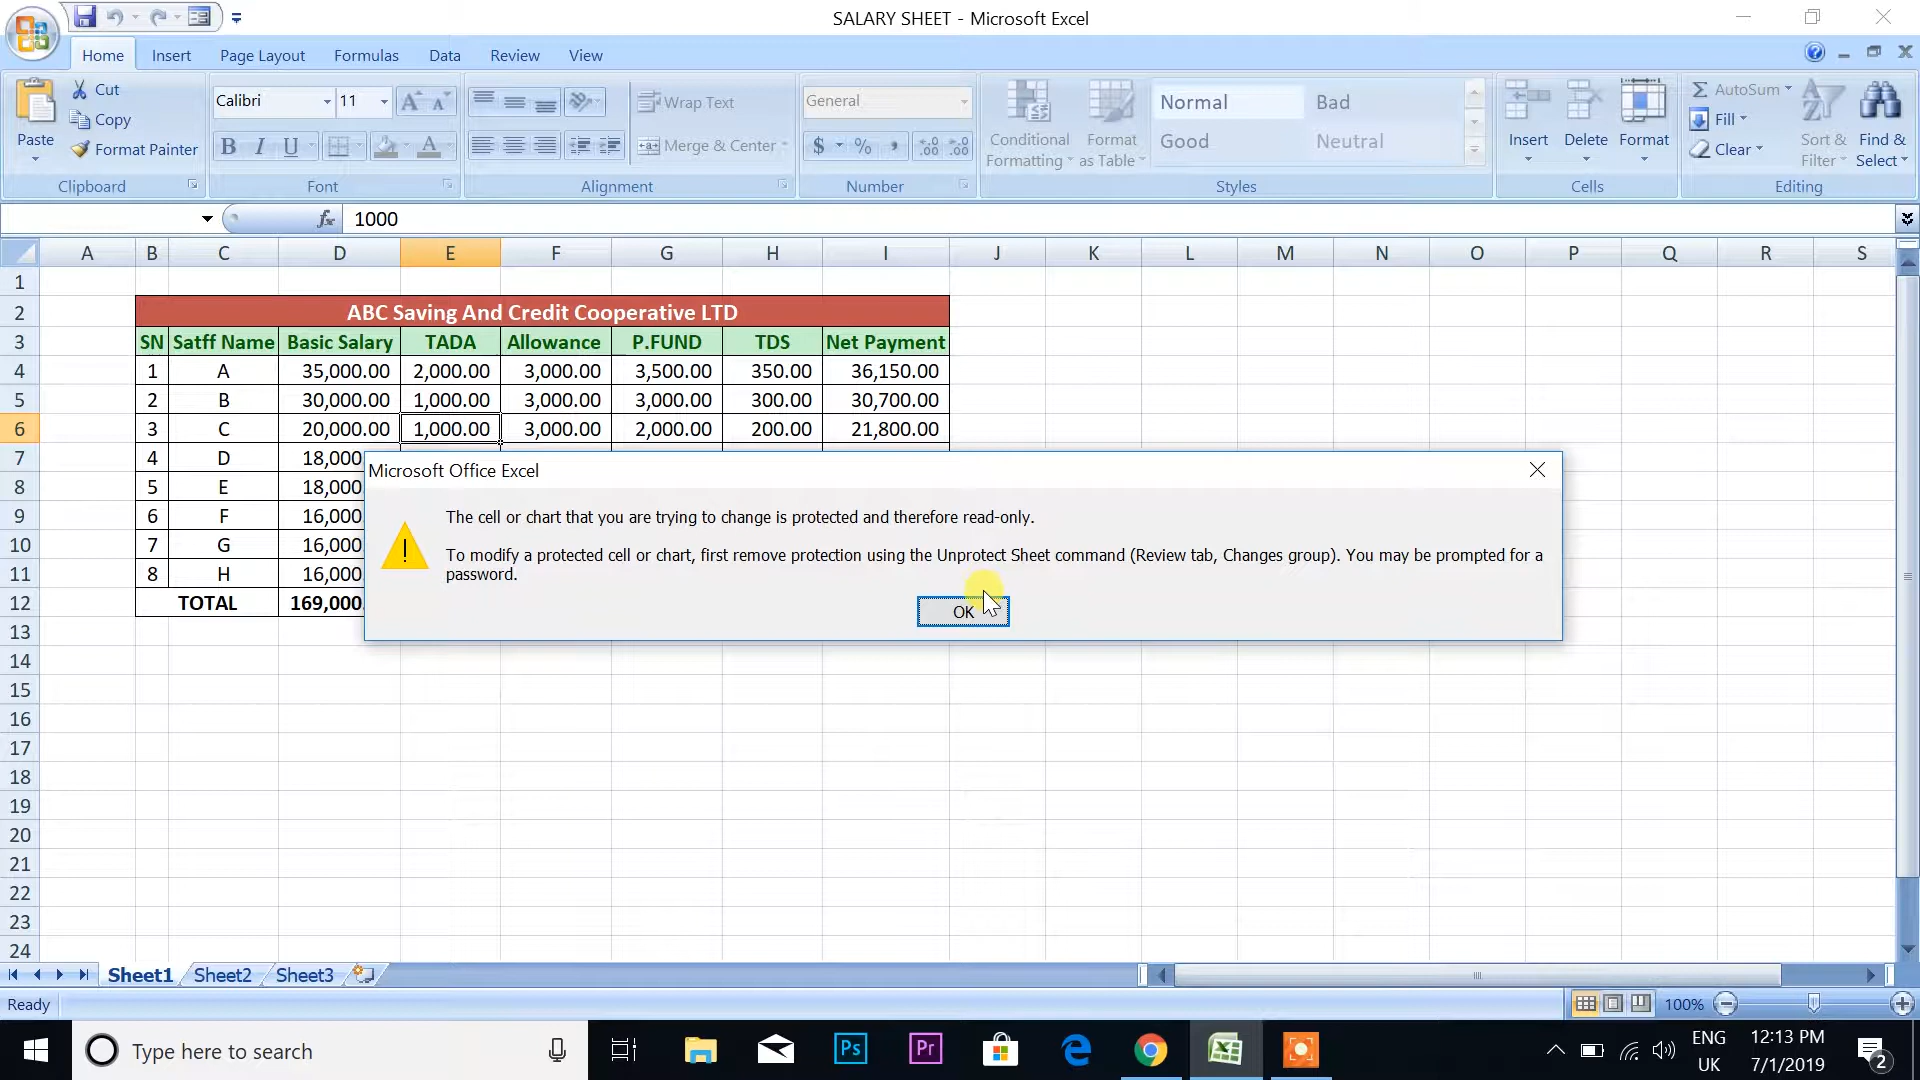 SALARY SHEET - Microsoft Excel
Home Insert Page Layout Formulas Data Review View
Paste
Cut
Copy
Format Painter
Clipboard
Calibri 11
B I U
A
Font
Wrap Text
Merge & Center
Alignment
General
$ % ,
Number
Conditional Formatting
Format as Table
Normal Bad
Good Neutral
Styles
Insert Delete Format
Cells
Σ AutoSum
Fill
Clear
Sort & Filter
Find & Select
Editing
fx 1000
A B C D E F G H I J K L M N O P Q R S
1
2 ABC Saving And Credit Cooperative LTD
3 SN Satff Name Basic Salary TADA Allowance P.FUND TDS Net Payment
4 1 A 35,000.00 2,000.00 3,000.00 3,500.00 350.00 36,150.00
5 2 B 30,000.00 1,000.00 3,000.00 3,000.00 300.00 30,700.00
6 3 C 20,000.00 1,000.00 3,000.00 2,000.00 200.00 21,800.00
7 4 D 18,000
8 5 E 18,000
9 6 F 16,000
10 7 G 16,000
11 8 H 16,000
12 TOTAL 169,000
13
14
15
16
17
18
19
20
21
22
23
24
Microsoft Office Excel
The cell or chart that you are trying to change is protected and therefore read-only.
To modify a protected cell or chart, first remove protection using the Unprotect Sheet command (Review tab, Changes group). You may be prompted for a
password.
OK
Sheet1 Sheet2 Sheet3
Ready
100%
Type here to search
Ps
Pr
ENG
UK
12:13 PM
7/1/2019
2